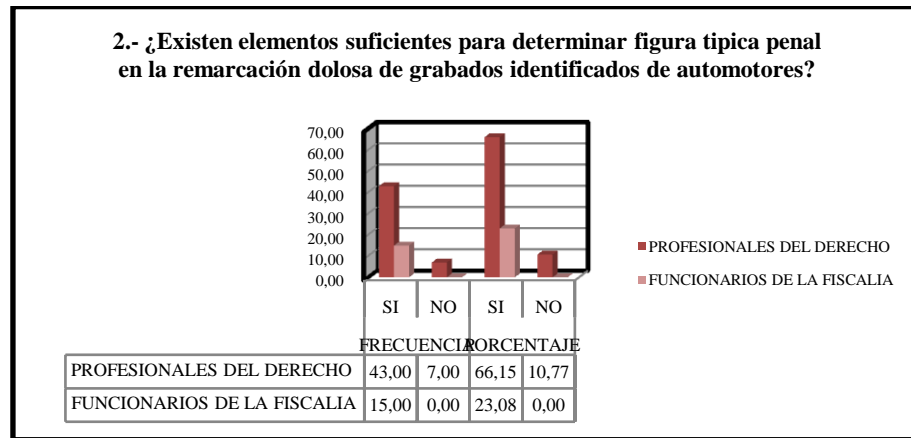 2.- ¿Existen elementos suficientes para determinar figura tipica penal
en la remarcación dolosa de grabados identificados de automotores?
70,00
60,00
50,00
40,00
30,00
20,00
10,00
0,00
PROFESIONALES DEL DERECHO
FUNCIONARIOS DE LA FISCALIA
SI NO SI NO
FRECUENCIA PORCENTAJE
PROFESIONALES DEL DERECHO 43,00 7,00 66,15 10,77
FUNCIONARIOS DE LA FISCALIA 15,00 0,00 23,08 0,00